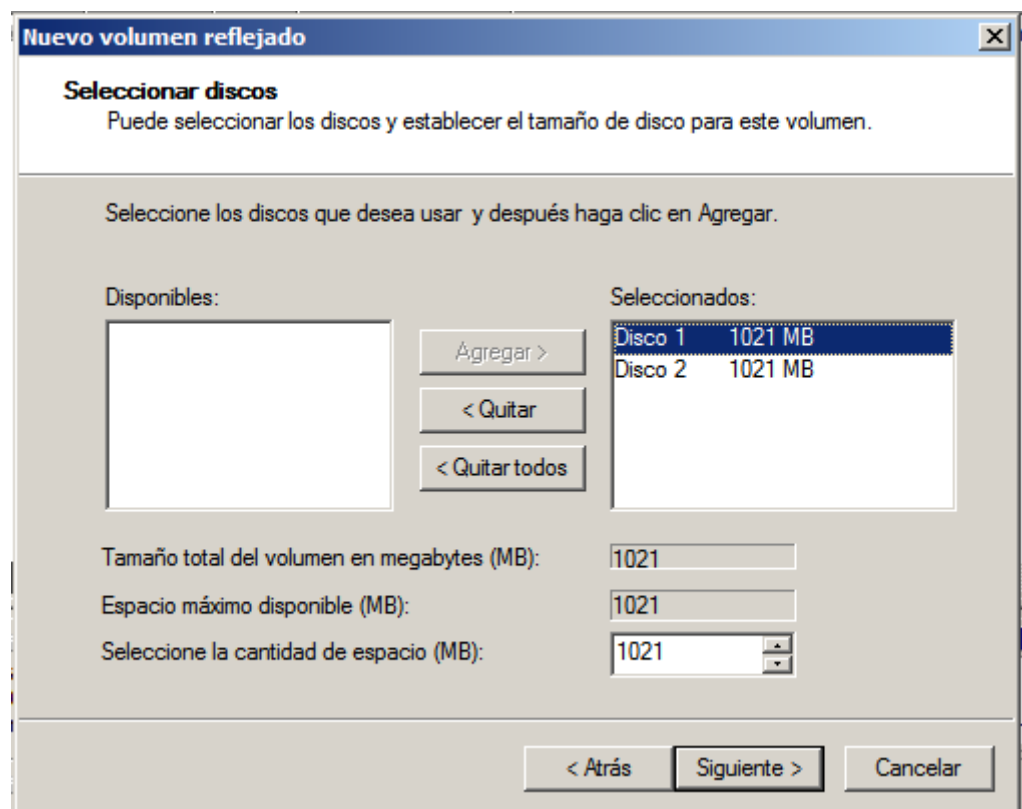 Nuevo volumen reflejado
Seleccionar discos
Puede seleccionar los discos y establecer el tamaño de disco para este volumen.
Seleccione los discos que desea usar y después haga clic en Agregar.
Disponibles:
Seleccionados:
Agregar >
< Quitar
< Quitar todos
Disco 1 1021 MB
Disco 2 1021 MB
Tamaño total del volumen en megabytes (MB): 1021
Espacio máximo disponible (MB): 1021
Seleccione la cantidad de espacio (MB): 1021
< Atrás Siguiente > Cancelar